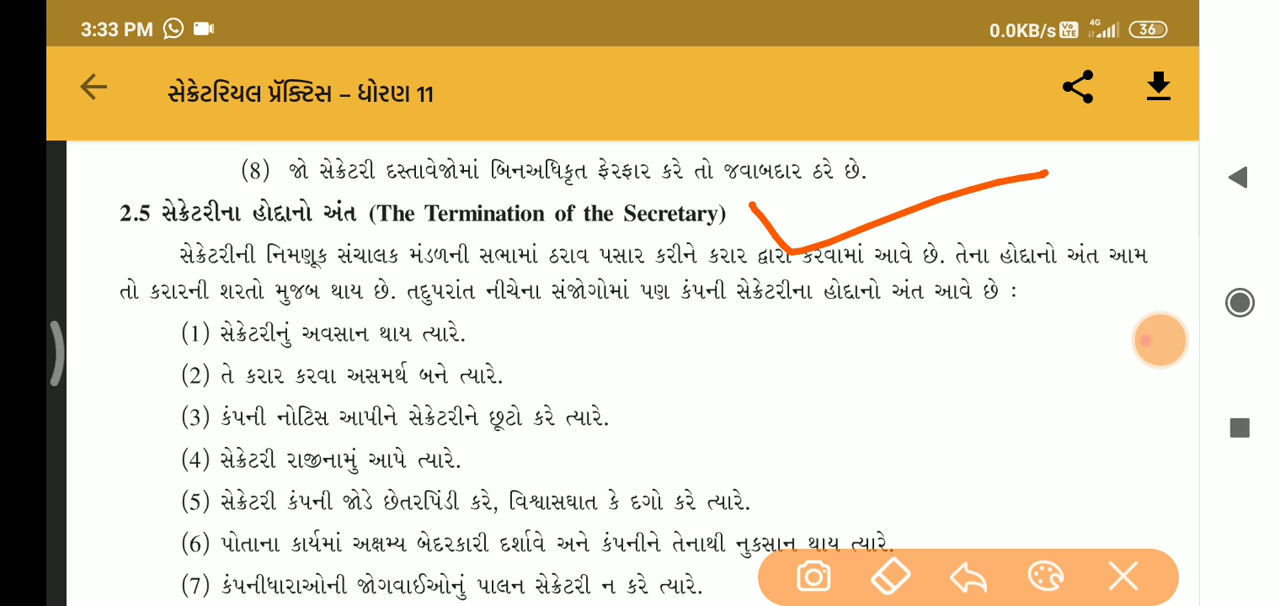 3:33 PM
0.0KB/s Vo LTE 4G 36
સેક્રેટરિયલ પ્રૅક્ટિસ – ધોરણ 11
(8) જો સેક્રેટરી દસ્તાવેજોમાં બિનઅધિકૃત ફેરફાર કરે તો જવાબદાર ઠરે છે.
2.5 સેક્રેટરીના હોદ્દાનો અંત (The Termination of the Secretary)
સેક્રેટરીની નિમણૂક સંચાલક મંડળની સભામાં ઠરાવ પસાર કરીને કરાર દ્વારા કરવામાં આવે છે. તેના હોદ્દાનો અંત આમ
તો કરારની શરતો મુજબ થાય છે. તદુપરાંત નીચેના સંજોગોમાં પણ કંપની સેક્રેટરીના હોદ્દાનો અંત આવે છે :
(1) સેક્રેટરીનું અવસાન થાય ત્યારે.
(2) તે કરાર કરવા અસમર્થ બને ત્યારે.
(3) કંપની નોટિસ આપીને સેક્રેટરીને છૂટો કરે ત્યારે.
(4) સેક્રેટરી રાજીનામું આપે ત્યારે.
(5) સેક્રેટરી કંપની જોડે છેતરપિંડી કરે, વિશ્વાસઘાત કે દગો કરે ત્યારે.
(6) પોતાના કાર્યમાં અક્ષમ્ય બેદરકારી દર્શાવે અને કંપનીને તેનાથી નુકસાન થાય ત્યારે.
(7) કંપનીધારાઓની જોગવાઈઓનું પાલન સેક્રેટરી ન કરે ત્યારે.